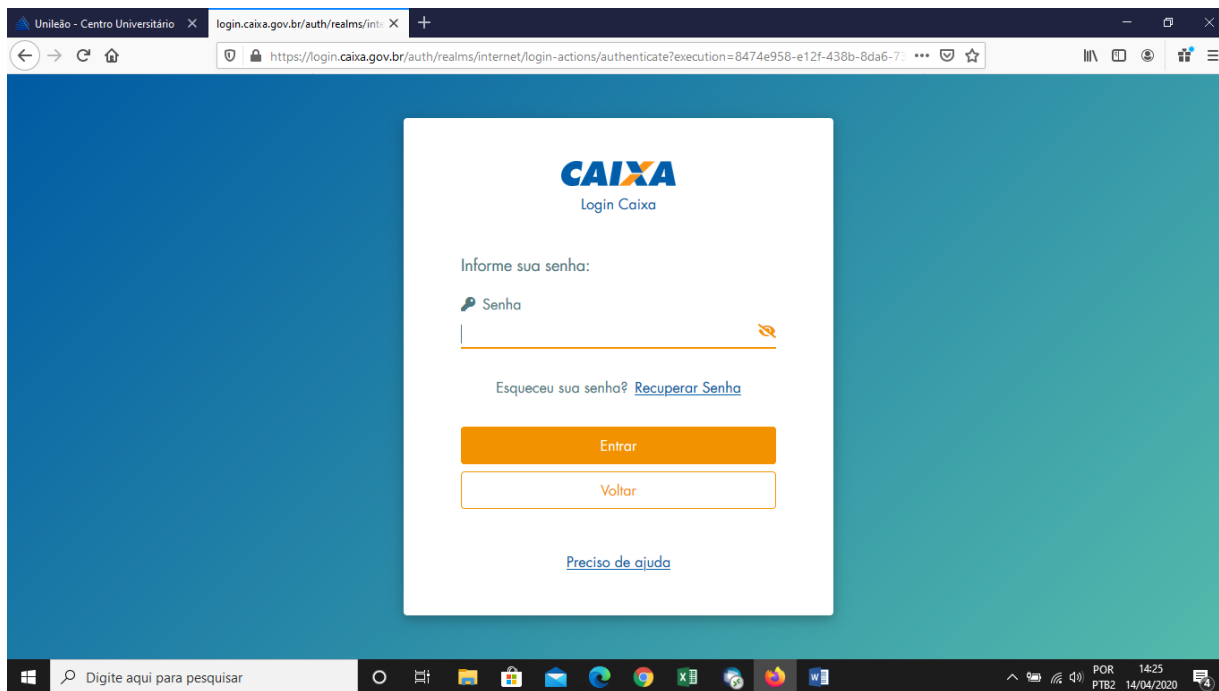 Unileão - Centro Universitário
login.caixa.gov.br/auth/realms/inte
https://login.caixa.gov.br/auth/realms/internet/login-actions/authenticate?execution=8474e958-e12f-438b-8da6-73
CAIXA
Login Caixa
Informe sua senha:
Senha
Esqueceu sua senha? Recuperar Senha
Entrar
Voltar
Preciso de ajuda
Digite aqui para pesquisar
POR 14:25
PTB2 14/04/2020
4